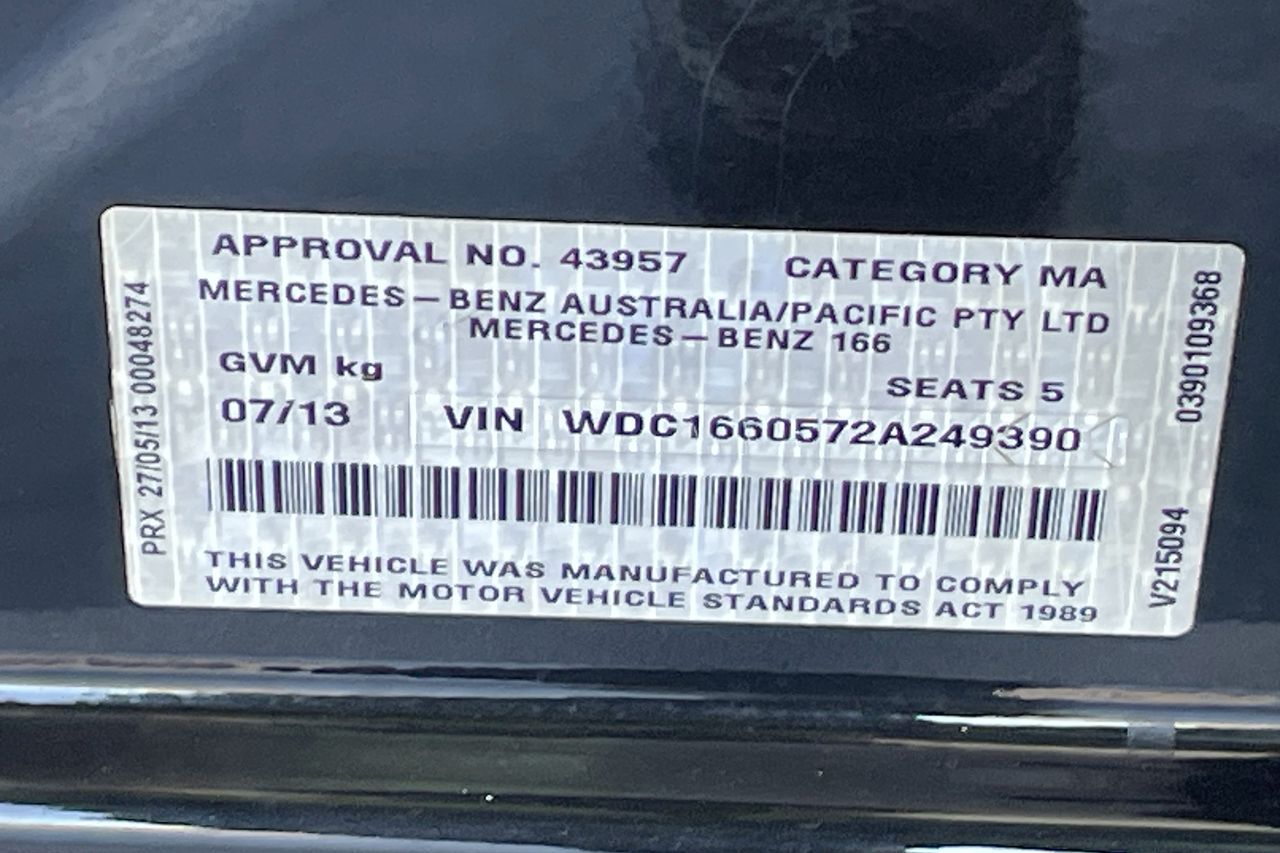 APPROVAL NO. 43957 CATEGORY MA
MERCEDES-BENZ AUSTRALIA/PACIFIC PTY LTD
MERCEDES-BENZ 166
GVM kg
SEATS 5
07/13 VIN WDC1660572A249390
THIS VEHICLE WAS MANUFACTURED TO COMPLY
WITH THE MOTOR VEHICLE STANDARDS ACT 1989
PRX 27/05/13 00048274
0390109368
V215094